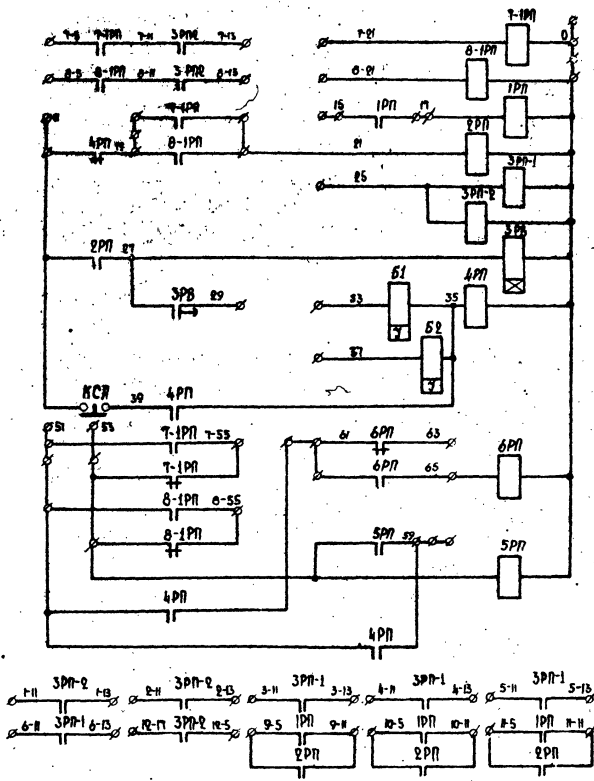 7-9 7-1РП 7-11 3РП2 7-13 7-21 7-1РП 0
8-9 8-1РП 8-11 3-РП2 8-13 8-21 8-1РП
7-1РП 15 1РП 17 1РП
4РП 8-1РП 21 2РП
25 3РП-1
3РП-2
2РП 27 3РВ
3РВ 29 33 Б1 35 4РП
У
37 Б2
У
КСП 39 4РП
51 53 7-1РП 7-55 61 6РП 63
7-1РП 6РП 65 6РП
8-1РП 8-55
8-1РП 5РП 59 5РП
4РП
4РП
3РП-2 3РП-2 3РП-1 3РП-1 3РП-1
1-11 1-13 2-11 2-13 3-11 3-13 4-11 4-13 5-11 5-13
6-11 3РП-1 6-13 12-17 3РП-2 12-5 9-5 1РП 9-11 10-5 1РП 10-11 11-5 1РП 11-11
2РП 2РП 2РП